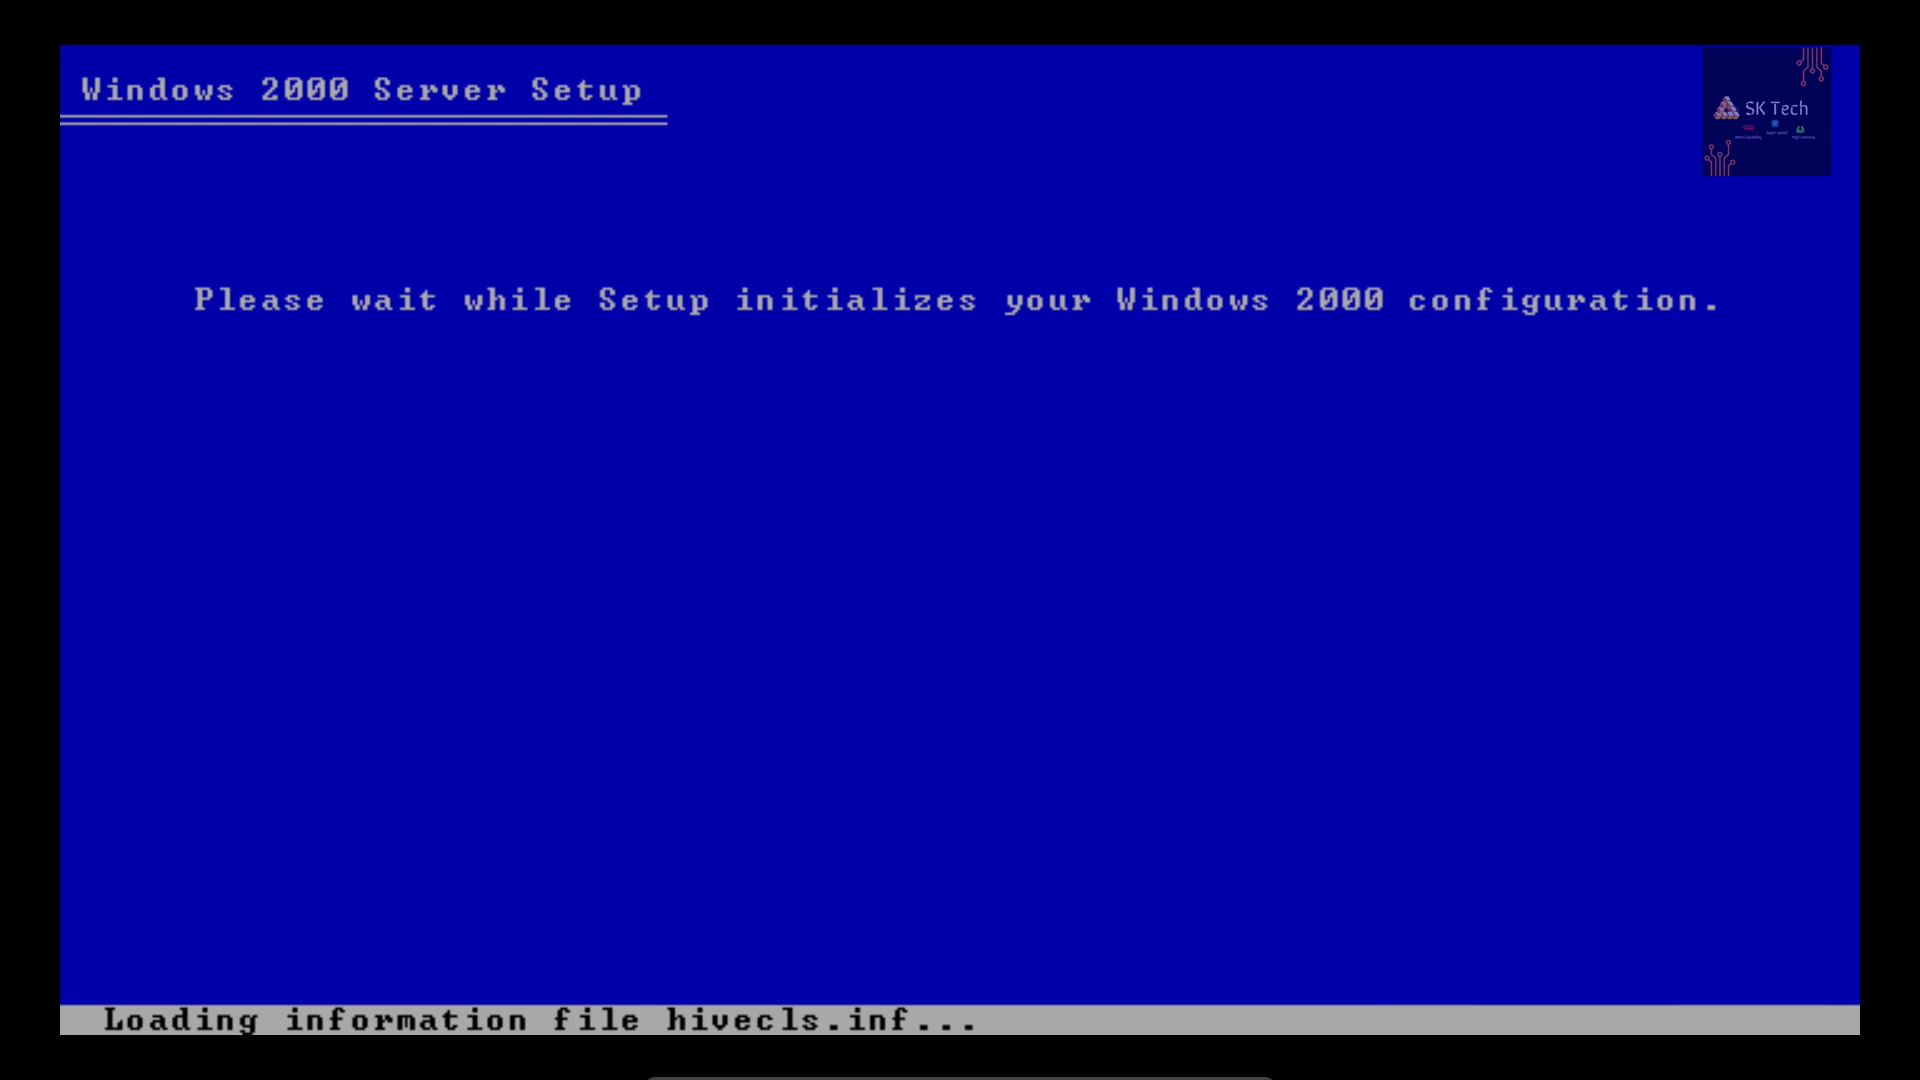 Windows 2000 Server Setup
SK Tech
Please wait while Setup initializes your Windows 2000 configuration.
Loading information file hivecls.inf...